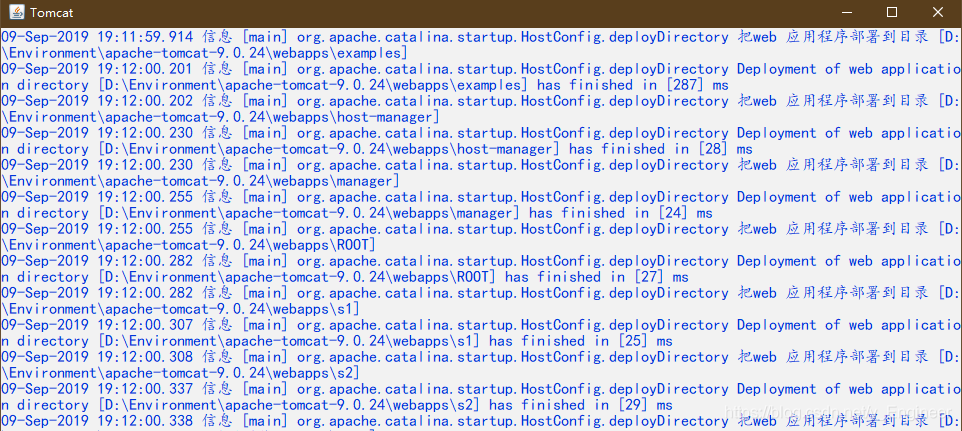 Tomcat
09-Sep-2019 19:11:59.914 信息 [main] org.apache.catalina.startup.HostConfig.deployDirectory 把web 应用程序部署到目录 [D:
\Environment\apache-tomcat-9.0.24\webapps\examples]
09-Sep-2019 19:12:00.201 信息 [main] org.apache.catalina.startup.HostConfig.deployDirectory Deployment of web applicatio
n directory [D:\Environment\apache-tomcat-9.0.24\webapps\examples] has finished in [287] ms
09-Sep-2019 19:12:00.202 信息 [main] org.apache.catalina.startup.HostConfig.deployDirectory 把web 应用程序部署到目录 [D:
\Environment\apache-tomcat-9.0.24\webapps\host-manager]
09-Sep-2019 19:12:00.230 信息 [main] org.apache.catalina.startup.HostConfig.deployDirectory Deployment of web applicatio
n directory [D:\Environment\apache-tomcat-9.0.24\webapps\host-manager] has finished in [28] ms
09-Sep-2019 19:12:00.230 信息 [main] org.apache.catalina.startup.HostConfig.deployDirectory 把web 应用程序部署到目录 [D:
\Environment\apache-tomcat-9.0.24\webapps\manager]
09-Sep-2019 19:12:00.255 信息 [main] org.apache.catalina.startup.HostConfig.deployDirectory Deployment of web applicatio
n directory [D:\Environment\apache-tomcat-9.0.24\webapps\manager] has finished in [24] ms
09-Sep-2019 19:12:00.255 信息 [main] org.apache.catalina.startup.HostConfig.deployDirectory 把web 应用程序部署到目录 [D:
\Environment\apache-tomcat-9.0.24\webapps\ROOT]
09-Sep-2019 19:12:00.282 信息 [main] org.apache.catalina.startup.HostConfig.deployDirectory Deployment of web applicatio
n directory [D:\Environment\apache-tomcat-9.0.24\webapps\ROOT] has finished in [27] ms
09-Sep-2019 19:12:00.282 信息 [main] org.apache.catalina.startup.HostConfig.deployDirectory 把web 应用程序部署到目录 [D:
\Environment\apache-tomcat-9.0.24\webapps\s1]
09-Sep-2019 19:12:00.307 信息 [main] org.apache.catalina.startup.HostConfig.deployDirectory Deployment of web applicatio
n directory [D:\Environment\apache-tomcat-9.0.24\webapps\s1] has finished in [25] ms
09-Sep-2019 19:12:00.308 信息 [main] org.apache.catalina.startup.HostConfig.deployDirectory 把web 应用程序部署到目录 [D:
\Environment\apache-tomcat-9.0.24\webapps\s2]
09-Sep-2019 19:12:00.337 信息 [main] org.apache.catalina.startup.HostConfig.deployDirectory Deployment of web applicatio
n directory [D:\Environment\apache-tomcat-9.0.24\webapps\s2] has finished in [29] ms
09-Sep-2019 19:12:00.338 信息 [main] org.apache.catalina.startup.HostConfig.deployDirectory 把web 应用程序部署到目录 [D: